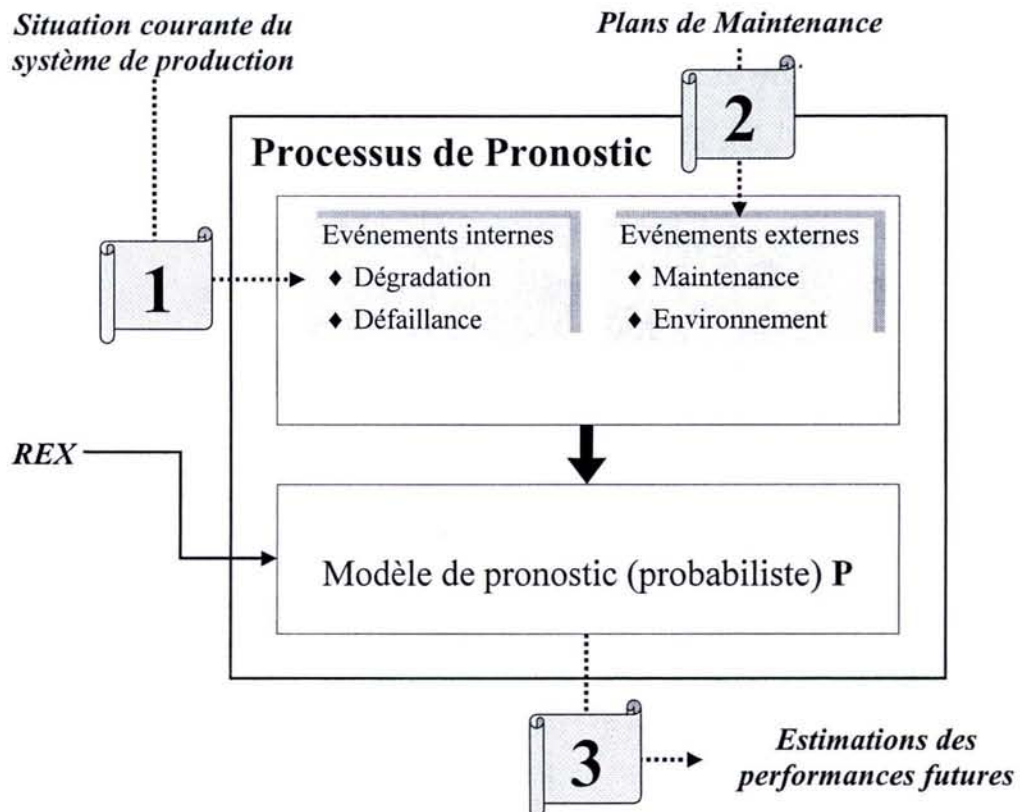 Situation courante du
système de production
Plans de Maintenance
2
Processus de Pronostic
Evénements internes
♦ Dégradation
♦ Défaillance
Evénements externes
♦ Maintenance
♦ Environnement
1
REX
Modèle de pronostic (probabiliste) P
3
Estimations des
performances futures